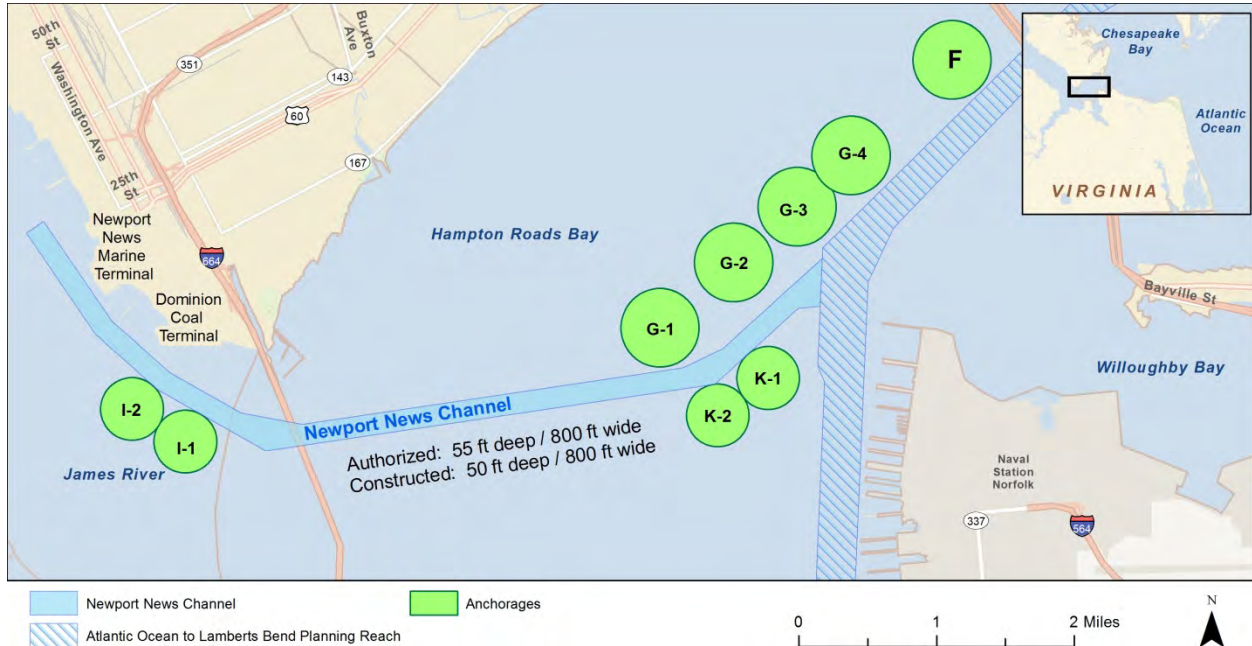 50th
St
Washington Ave
25th
St
351
Buxton
Ave
143
60
167
664
Newport
News
Marine
Terminal
Dominion
Coal
Terminal
Hampton Roads Bay
F
G-4
G-3
G-2
G-1
K-1
K-2
I-2
I-1
James River
Newport News Channel
Authorized: 55 ft deep / 800 ft wide
Constructed: 50 ft deep / 800 ft wide
Chesapeake
Bay
Atlantic
Ocean
VIRGINIA
Bayville St
Willoughby Bay
Naval
Station
Norfolk
337
564
Newport News Channel
Anchorages
Atlantic Ocean to Lamberts Bend Planning Reach
0 1 2 Miles
N